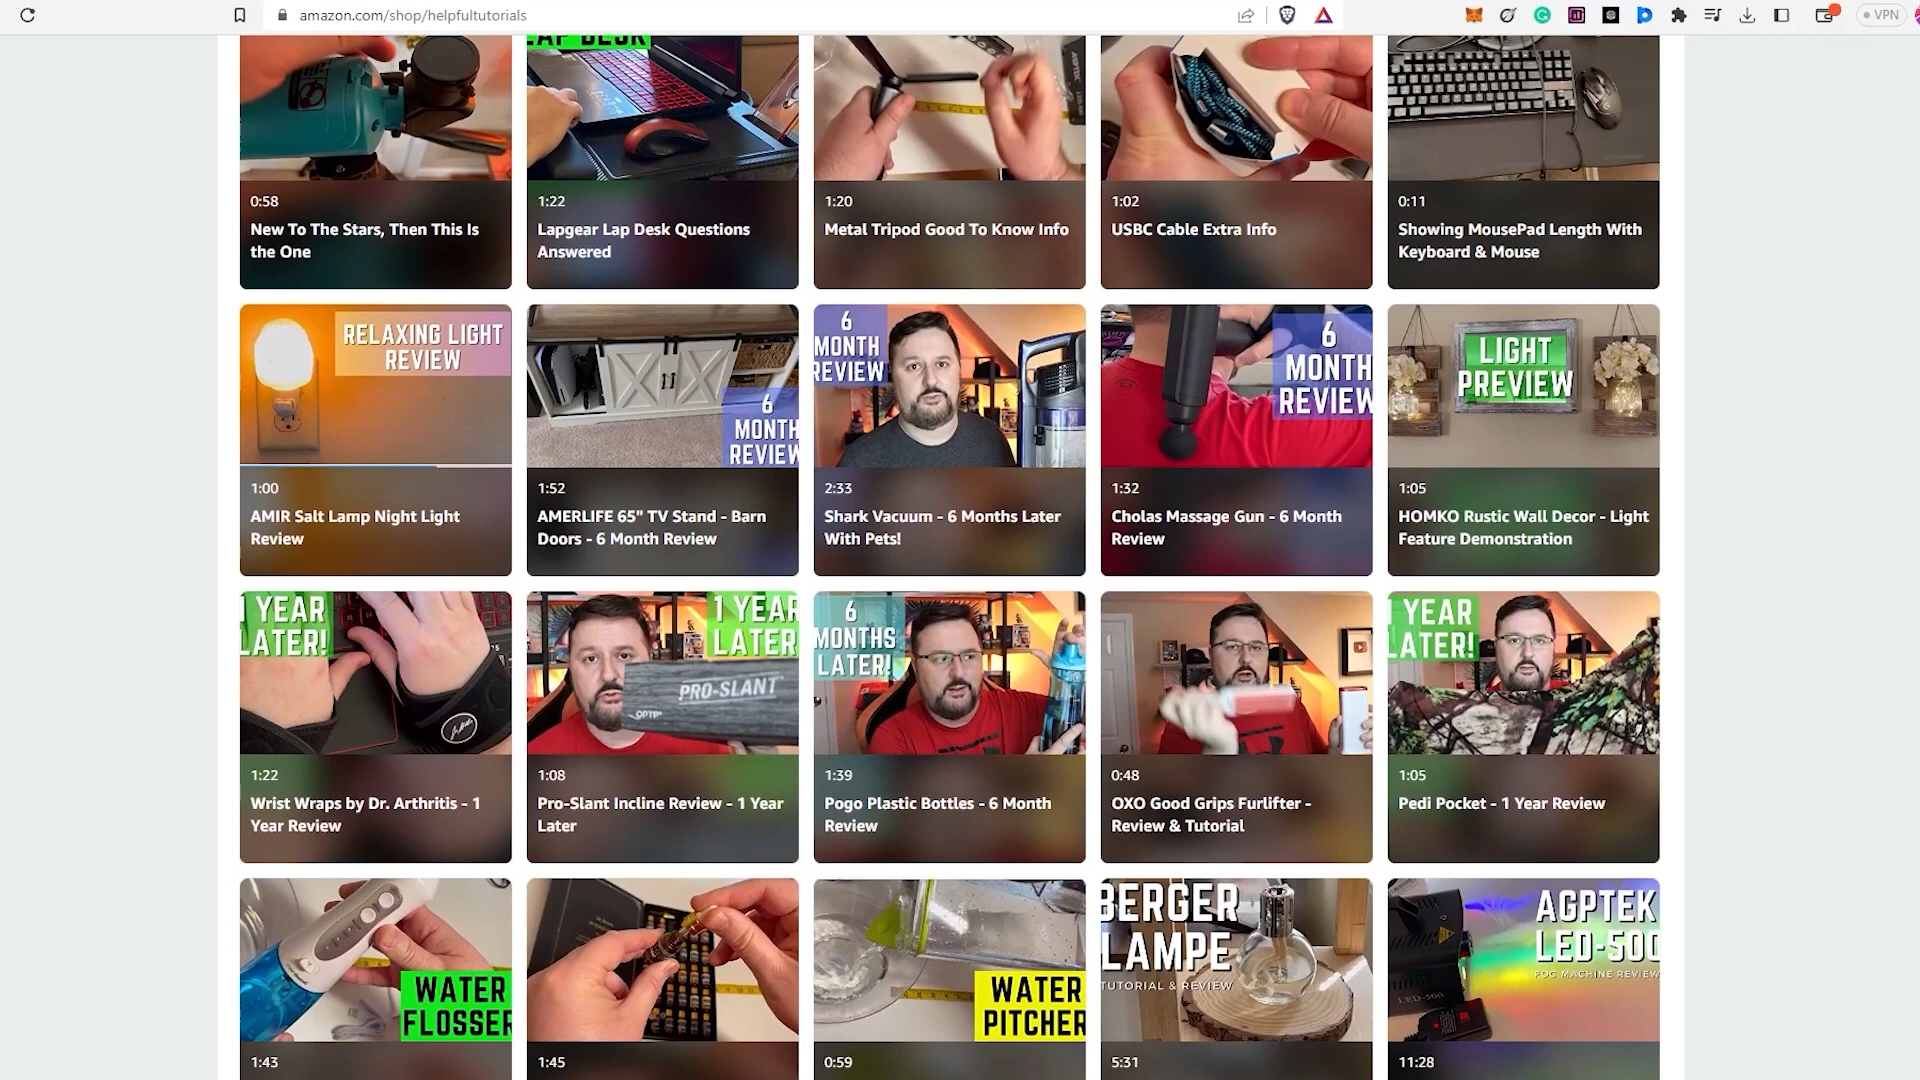 amazon.com/shop/helpfultutorials
VPN
LAP DESK
0:58
New To The Stars, Then This Is
the One
1:22
Lapgear Lap Desk Questions
Answered
1:20
Metal Tripod Good To Know Info
1:02
USBC Cable Extra Info
0:11
Showing MousePad Length With
Keyboard & Mouse
RELAXING LIGHT
REVIEW
1:00
AMIR Salt Lamp Night Light
Review
6
MONTH
REVIEW
1:52
AMERLIFE 65" TV Stand - Barn
Doors - 6 Month Review
6
MONTH
REVIEW
2:33
Shark Vacuum - 6 Months Later
With Pets!
6
MONTH
REVIEW
1:32
Cholas Massage Gun - 6 Month
Review
LIGHT
PREVIEW
1:05
HOMKO Rustic Wall Decor - Light
Feature Demonstration
1 YEAR
LATER!
1:22
Wrist Wraps by Dr. Arthritis - 1
Year Review
1 YEAR
LATER
PRO-SLANT
OPTP
1:08
Pro-Slant Incline Review - 1 Year
Later
6
MONTHS
LATER!
1:39
Pogo Plastic Bottles - 6 Month
Review
0:48
OXO Good Grips Furlifter -
Review & Tutorial
1 YEAR
LATER!
1:05
Pedi Pocket - 1 Year Review
WATER
FLOSSER
1:43
1:45
WATER
PITCHER
0:59
BERGER
LAMPE
TUTORIAL & REVIEW
5:31
AGPTEK
LED-500
FOG MACHINE REVIEW
LED-500
11:28